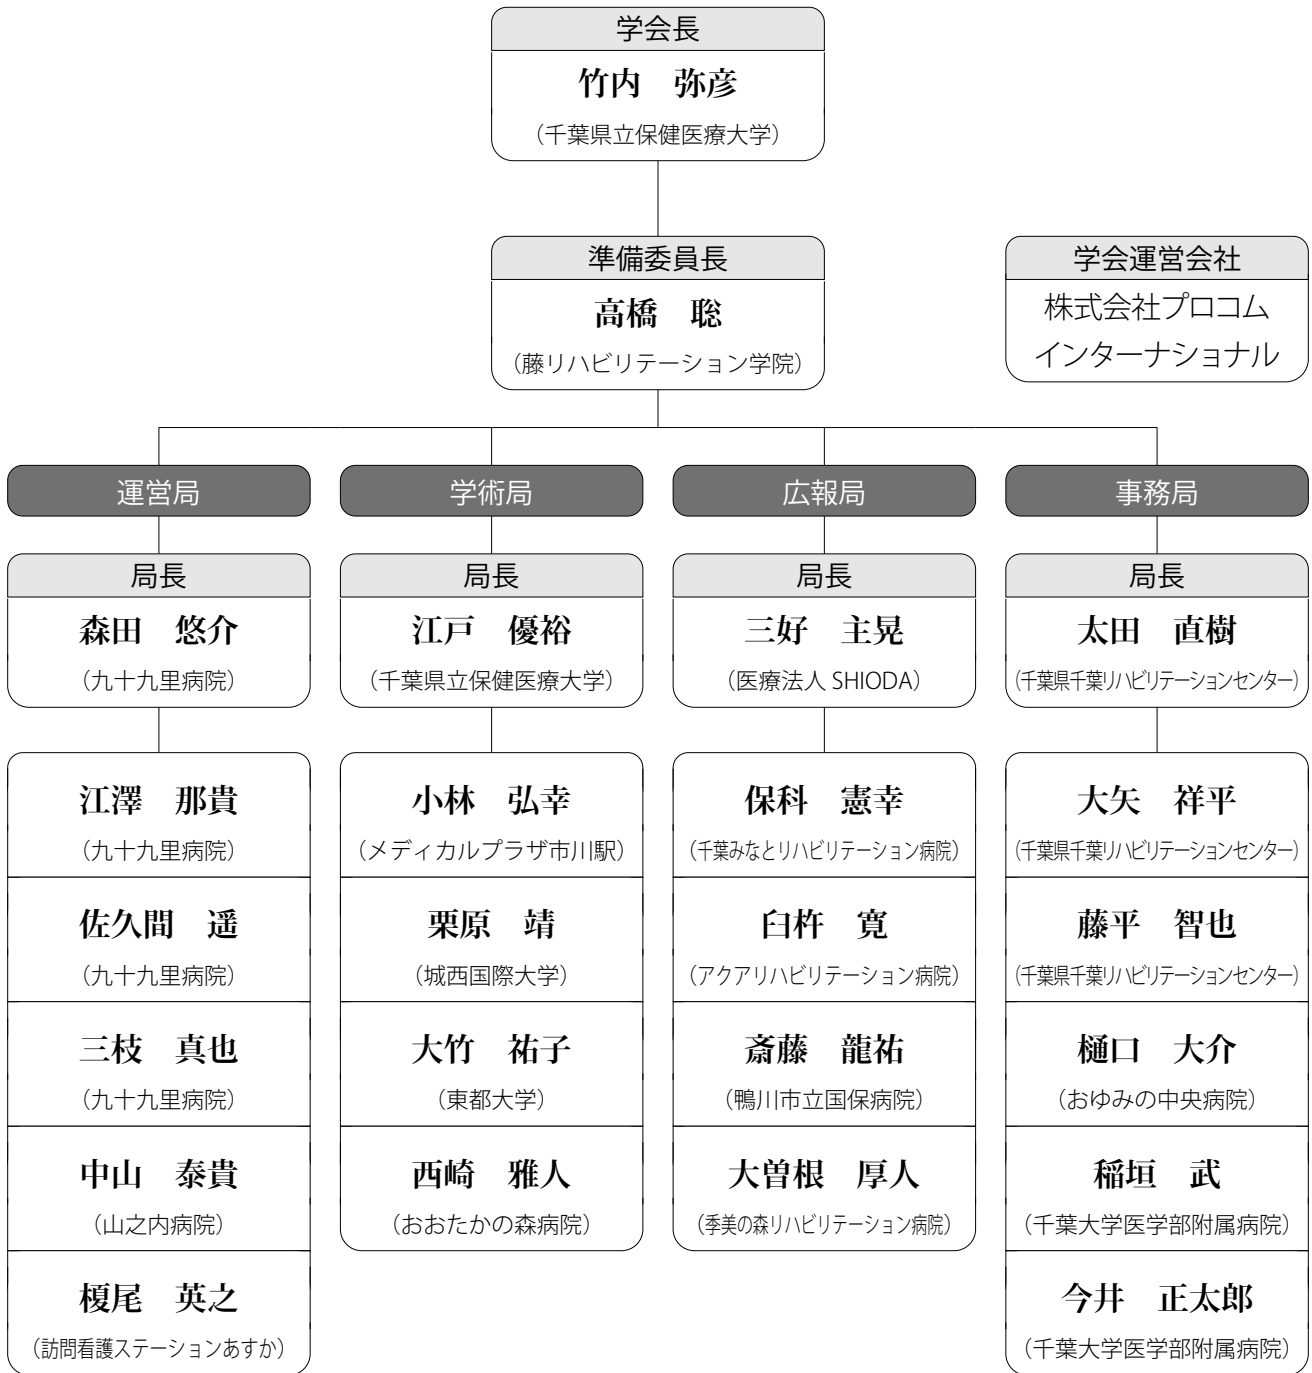 学会長
竹内　弥彦
（千葉県立保健医療大学）
準備委員長
高橋　聡
（藤リハビリテーション学院）
学会運営会社
株式会社プロコム
インターナショナル
運営局
局長
森田　悠介
（九十九里病院）
江澤　那貴
（九十九里病院）
佐久間　遥
（九十九里病院）
三枝　真也
（九十九里病院）
中山　泰貴
（山之内病院）
榎尾　英之
（訪問看護ステーションあすか）
学術局
局長
江戸　優裕
（千葉県立保健医療大学）
小林　弘幸
（メディカルプラザ市川駅）
栗原　靖
（城西国際大学）
大竹　祐子
（東都大学）
西崎　雅人
（おおたかの森病院）
広報局
局長
三好　主晃
（医療法人 SHIODA）
保科　憲幸
（千葉みなとリハビリテーション病院）
臼杵　寛
（アクアリハビリテーション病院）
斎藤　龍祐
（鴨川市立国保病院）
大曽根　厚人
（季美の森リハビリテーション病院）
事務局
局長
太田　直樹
（千葉県千葉リハビリテーションセンター）
大矢　祥平
（千葉県千葉リハビリテーションセンター）
藤平　智也
（千葉県千葉リハビリテーションセンター）
樋口　大介
（おゆみの中央病院）
稲垣　武
（千葉大学医学部附属病院）
今井　正太郎
（千葉大学医学部附属病院）